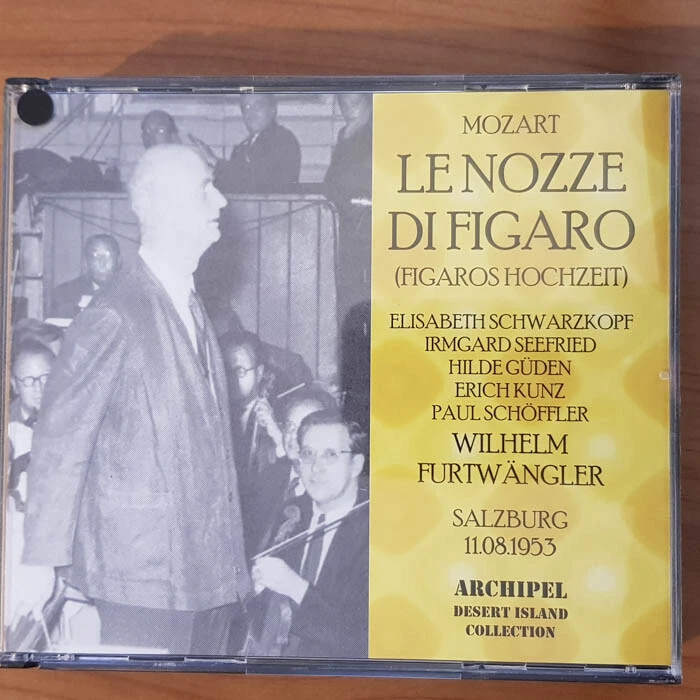 MOZART
LE NOZZE
DI FIGARO
(FIGAROS HOCHZEIT)
ELISABETH SCHWARZKOPF
IRMGARD SEEFRIED
HILDE GÜDEN
ERICH KUNZ
PAUL SCHÖFFLER
WILHELM
FURTWÄNGLER
SALZBURG
11.08.1953
ARCHIPEL
DESERT ISLAND
COLLECTION